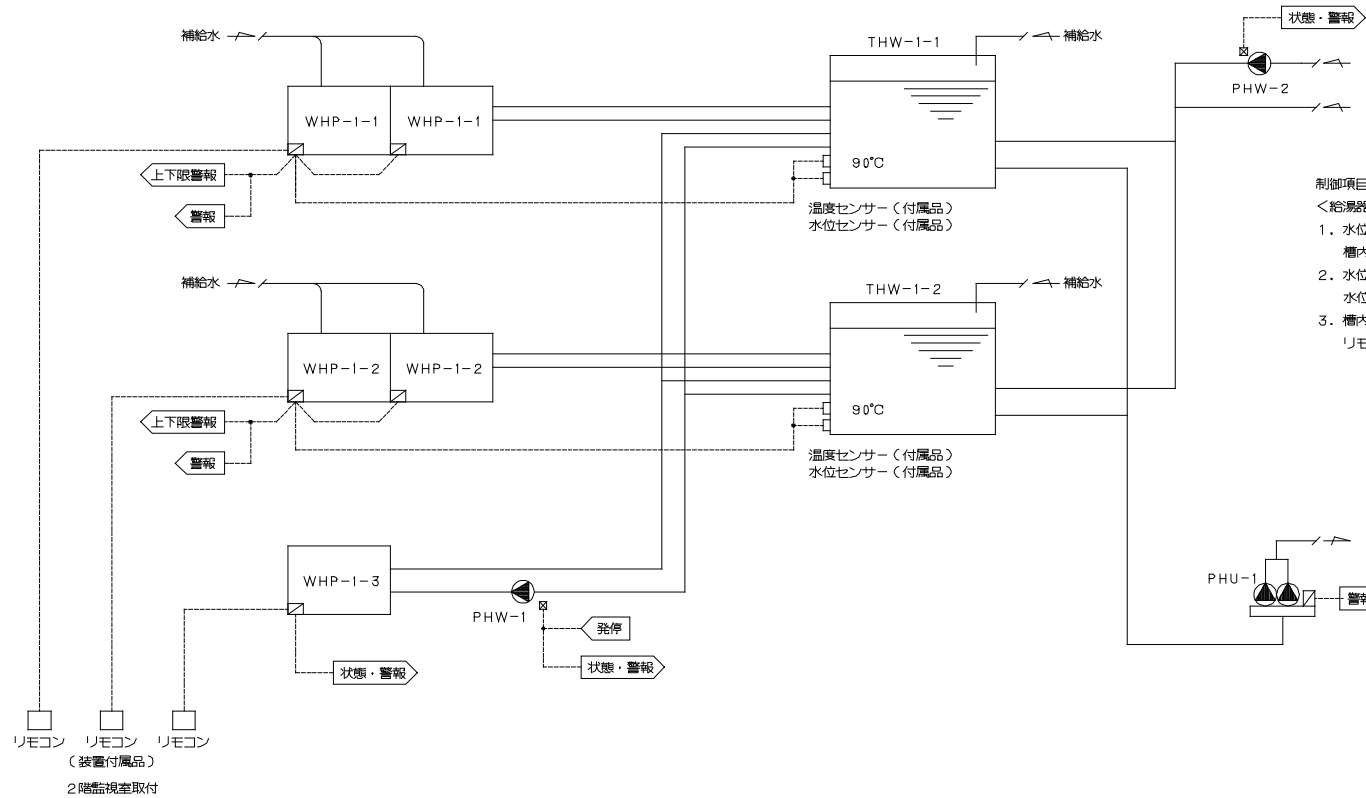 状態・警報
補給水
THW-1-1
補給水
PHW-2
WHP-1-1
WHP-1-1
90℃
上下限警報
警報
温度センサー(付属品)
水位センサー(付属品)
制御項目
<給湯器
1. 水位
槽内
2. 水位
水位
3. 槽内
リモ
補給水
THW-1-2
補給水
WHP-1-2
WHP-1-2
90℃
上下限警報
警報
温度センサー(付属品)
水位センサー(付属品)
WHP-1-3
PHW-1
PHU-1
警報
発停
状態・警報
状態・警報
リモコン
リモコン
リモコン
(装置付属品)
2階監視室取付